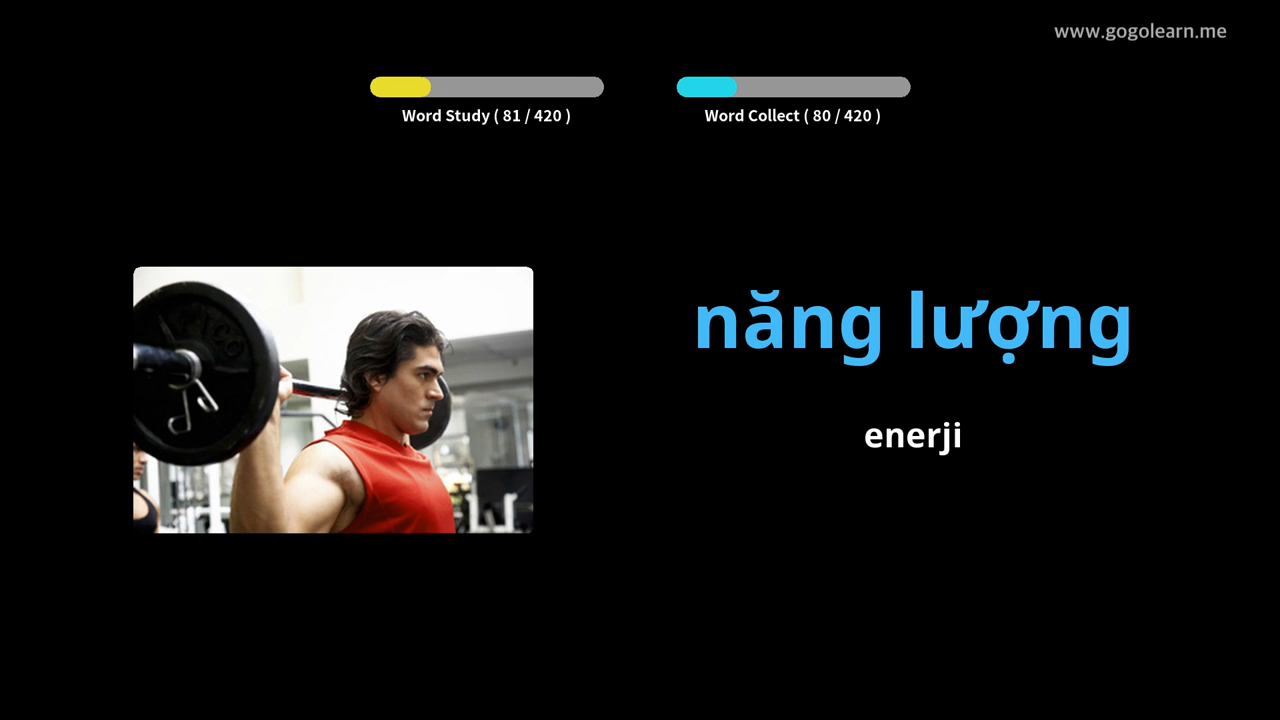 www.gogolearn.me
Word Study ( 81 / 420 )
Word Collect ( 80 / 420 )
năng lượng
enerji